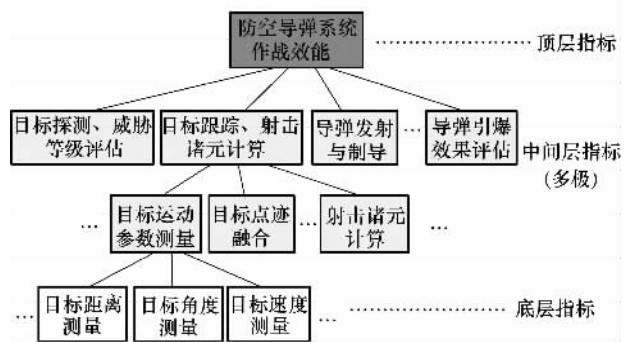 防空导弹系统
作战效能
顶层指标
目标探测、威胁
等级评估
目标跟踪、射击
诸元计算
导弹发射
与制导
…
导弹引爆
效果评估
中间层指标
(多极)
…
目标运动
参数测量
目标点迹
融合
…
射击诸元
计算
…
…
目标距离
测量
目标角度
测量
目标速度
测量
…
底层指标